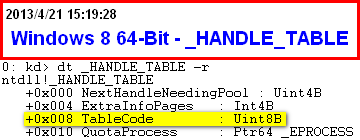 2013/4/21 15:19:28
Windows 8 64-Bit - _HANDLE_TABLE
0: kd> dt _HANDLE_TABLE -r
ntdll!_HANDLE_TABLE
+0x000 NextHandleNeedingPool : Uint4B
+0x004 ExtraInfoPages : Int4B
+0x008 TableCode : Uint8B
+0x010 QuotaProcess : Ptr64 _EPROCESS